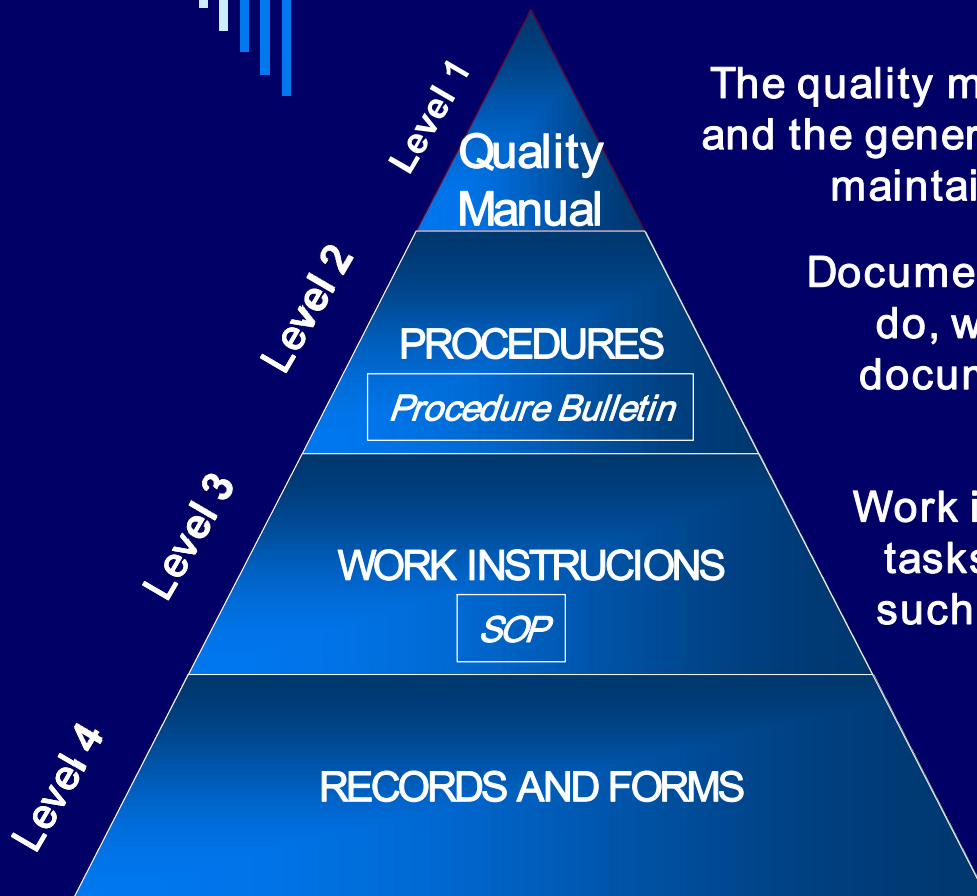 Level 1
Quality
Manual
The quality m
and the gener
maintai
Level 2
PROCEDURES
Procedure Bulletin
Docume
do, w
docum
Level 3
WORK INSTRUCIONS
SOP
Work i
tasks
such
Level 4
RECORDS AND FORMS